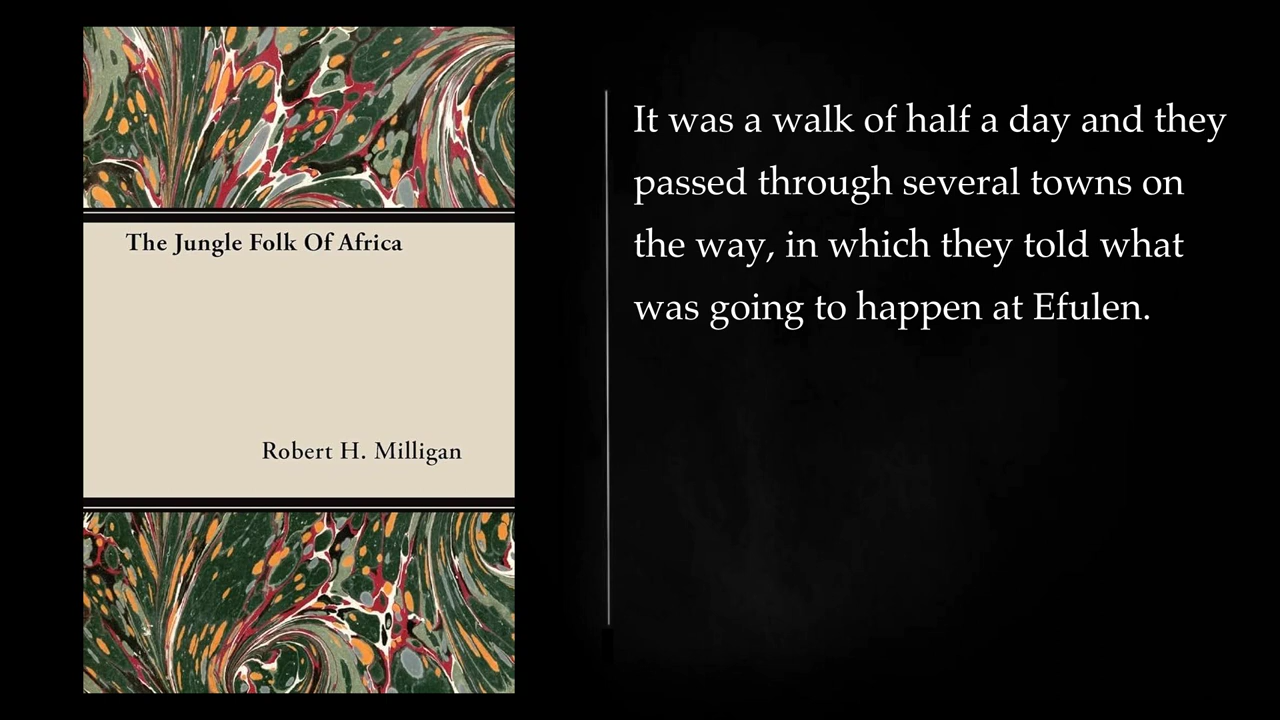 The Jungle Folk Of Africa
Robert H. Milligan
It was a walk of half a day and they
passed through several towns on
the way, in which they told what
was going to happen at Efulen.